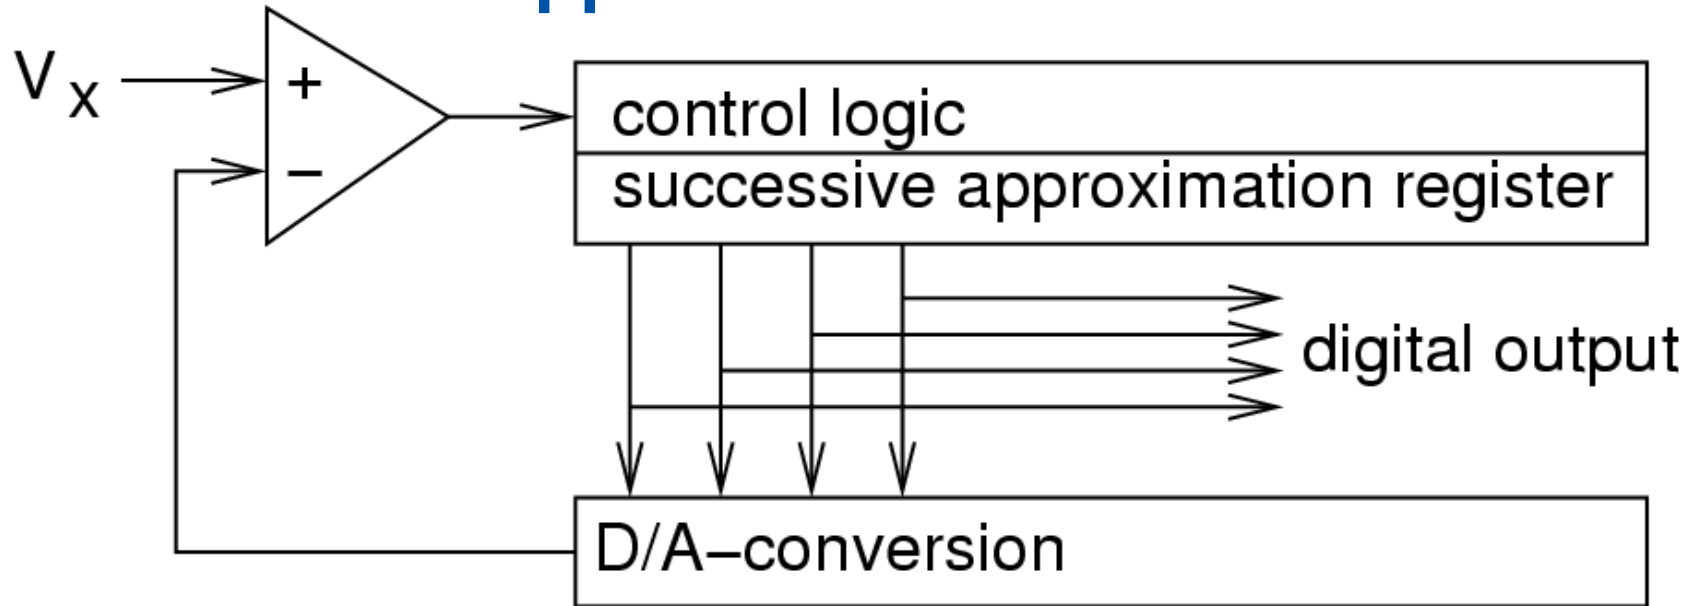 V x
+
−
control logic
successive approximation register
digital output
D/A−conversion